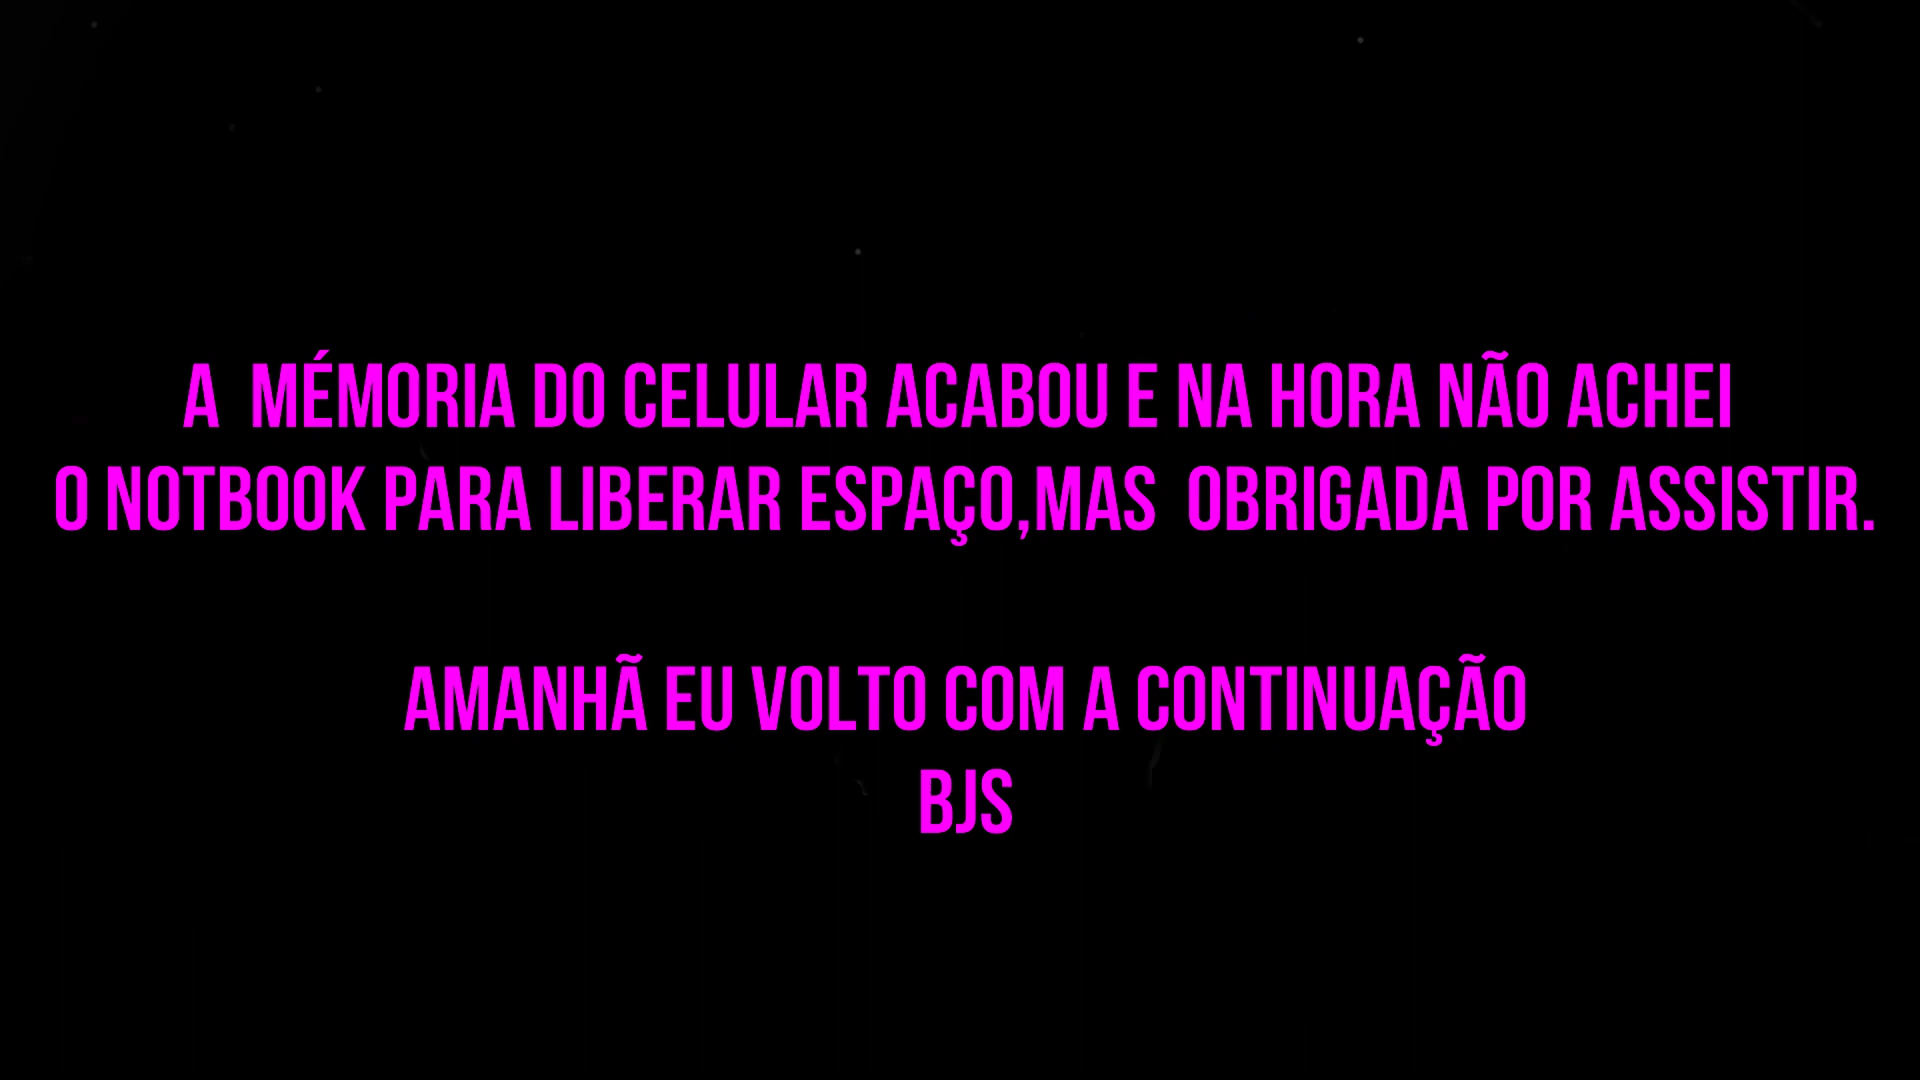 A  MÉMORIA DO CELULAR ACABOU E NA HORA NÃO ACHEI
O NOTBOOK PARA LIBERAR ESPAÇO,MAS  OBRIGADA POR ASSISTIR.
AMANHÃ EU VOLTO COM A CONTINUAÇÃO
BJS